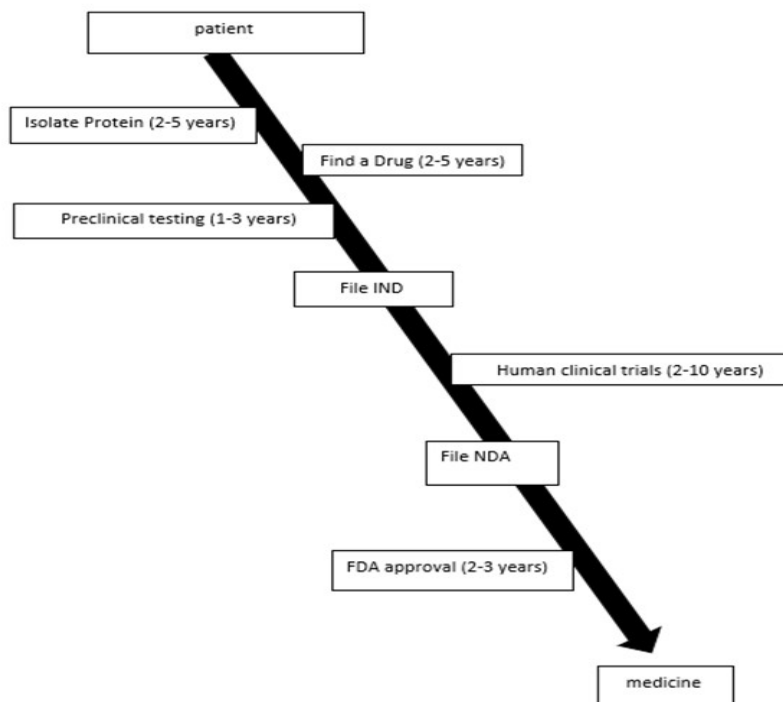 patient
Isolate Protein (2-5 years)
Find a Drug (2-5 years)
Preclinical testing (1-3 years)
File IND
Human clinical trials (2-10 years)
File NDA
FDA approval (2-3 years)
medicine